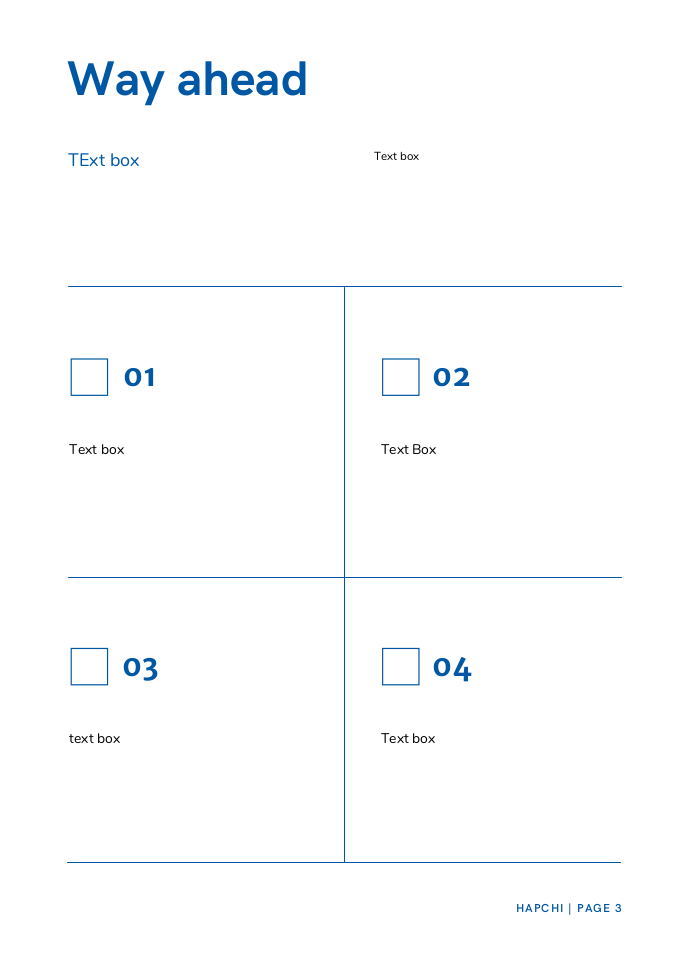 Way ahead
TExt box
Text box
01
02
Text box
Text Box
03
04
text box
Text box
HAPCHI | PAGE 3